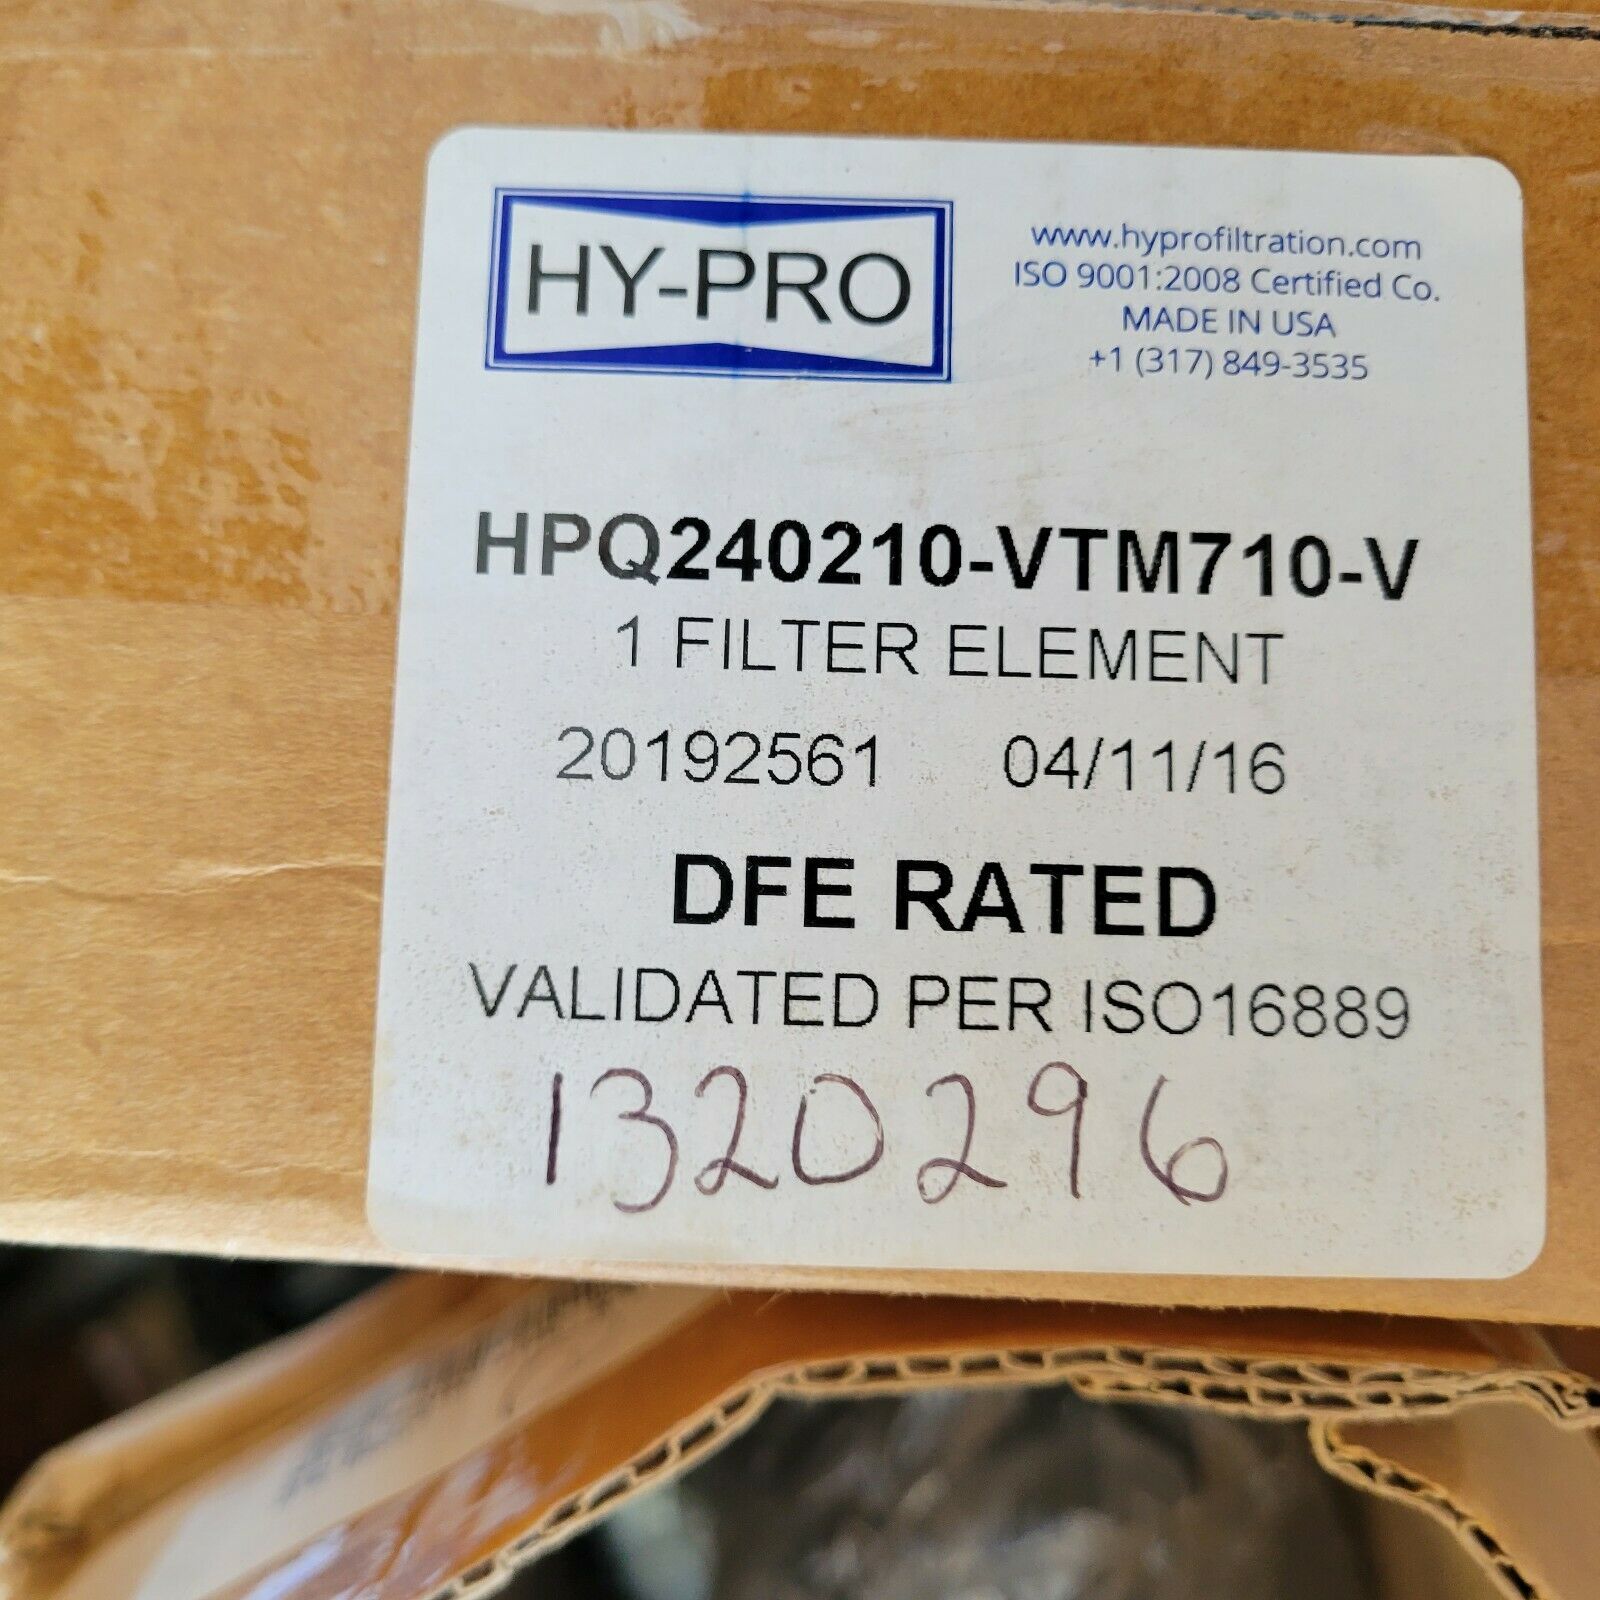 HY-PRO
www.hyprofiltration.com
ISO 9001:2008 Certified Co.
MADE IN USA
+1 (317) 849-3535
HPQ240210-VTM710-V
1 FILTER ELEMENT
20192561 04/11/16
DFE RATED
VALIDATED PER ISO16889
1320296